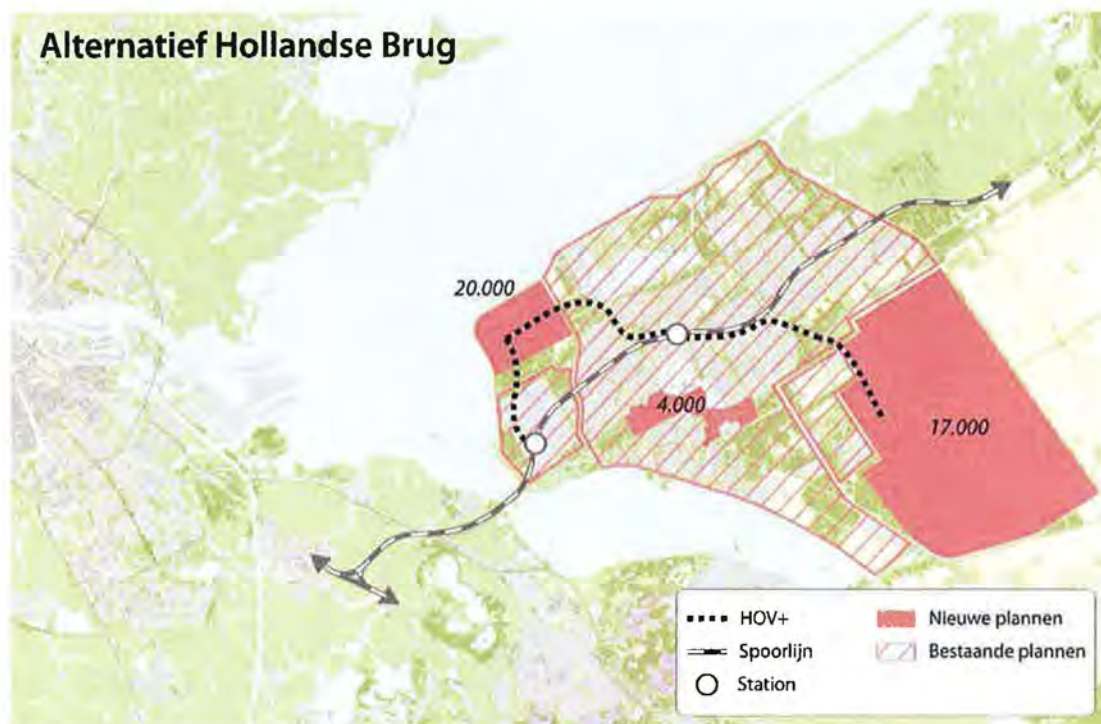 Alternatief Hollandse Brug
20.000
4.000
17.000
HOV+
Spoorlijn
Station
Nieuwe plannen
Bestaande plannen